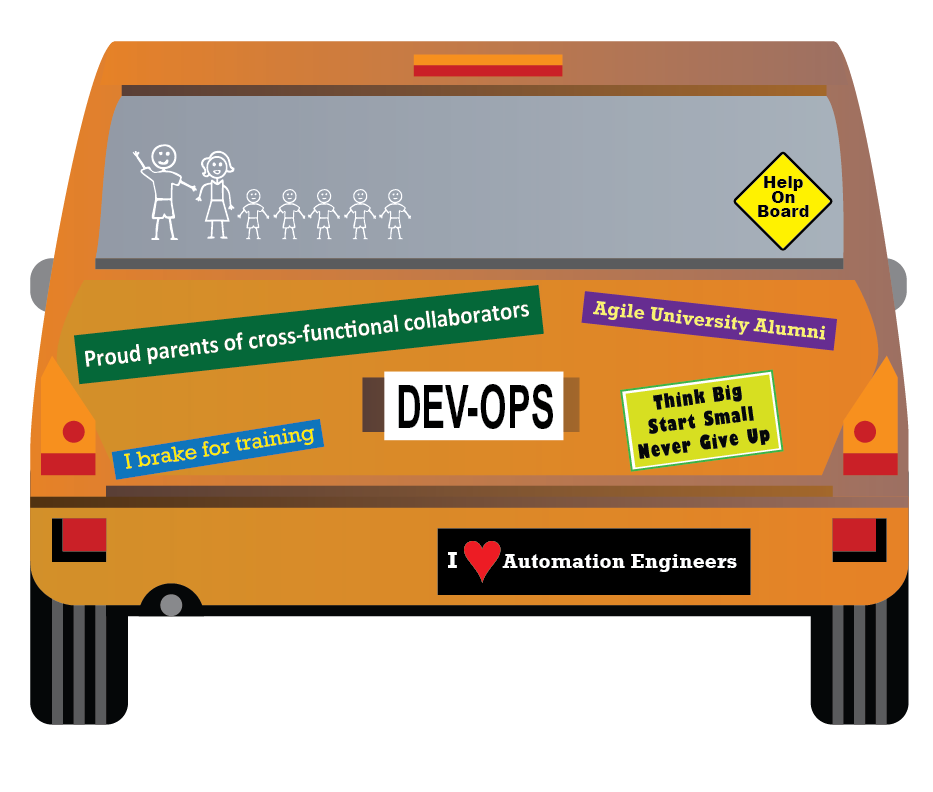 Help
On
Board
Proud parents of cross-functional collaborators
Agile University Alumni
DEV-OPS
Think Big
Start Small
Never Give Up
I brake for training
I ♥ Automation Engineers